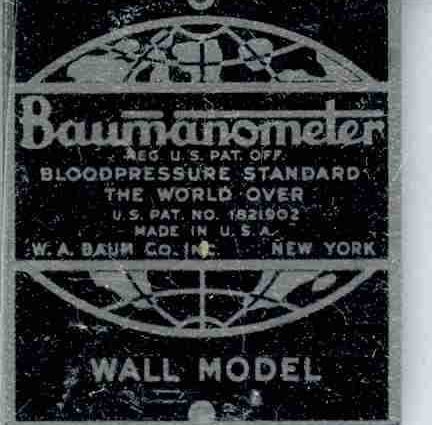 Baumanometer
REG. U.S. PAT. OFF.
BLOODPRESSURE STANDARD
THE WORLD OVER
U.S. PAT. NO. 1821902
MADE IN U.S.A.
W. A. BAUM CO. INC. NEW YORK
WALL MODEL